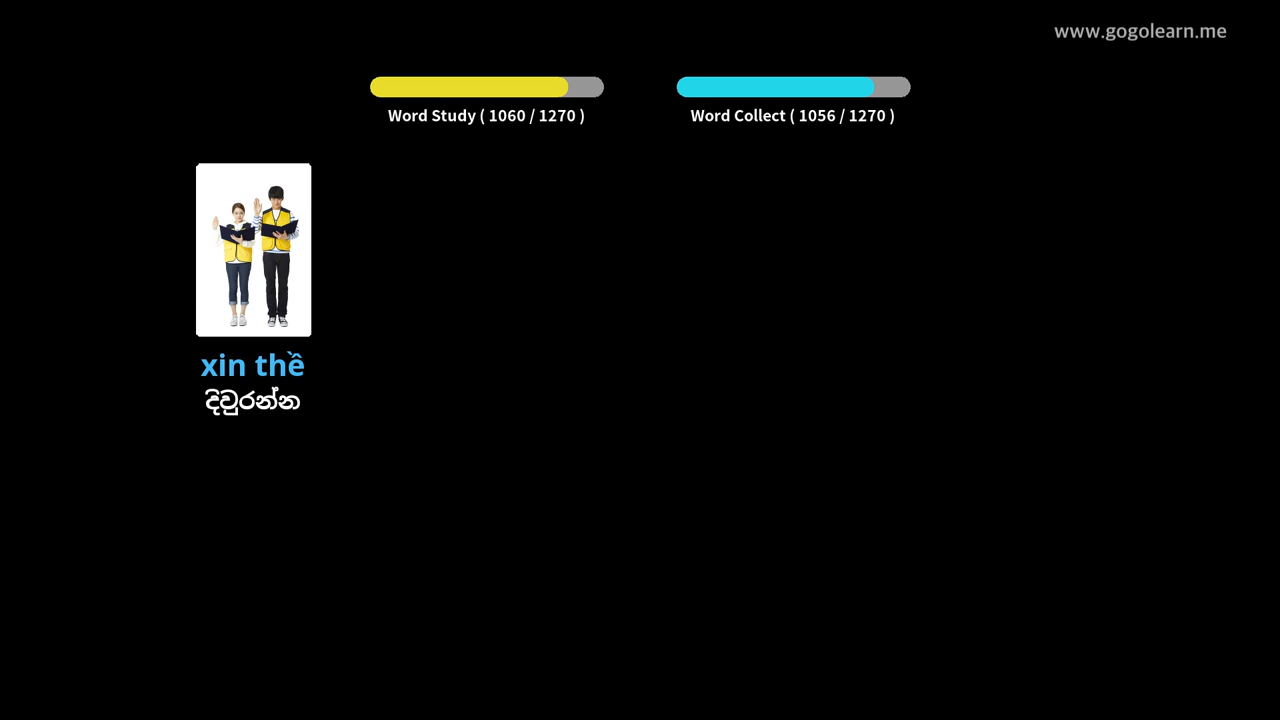 www.gogolearn.me
Word Study ( 1060 / 1270 )
Word Collect ( 1056 / 1270 )
xin thề
දිවුරන්න